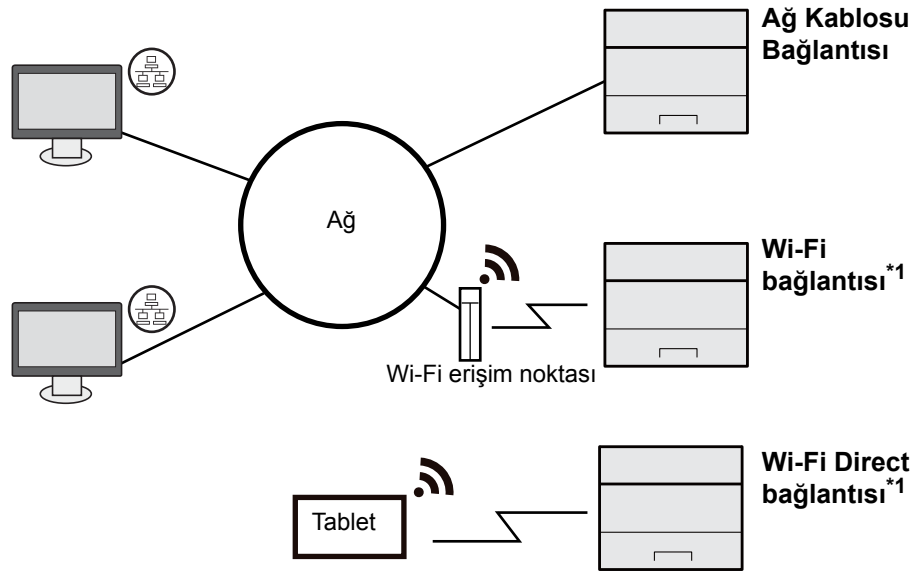 Ağ Kablosu
Bağlantısı
Ağ
Wi-Fi
bağlantısı*1
Wi-Fi erişim noktası
Wi-Fi Direct
bağlantısı*1
Tablet